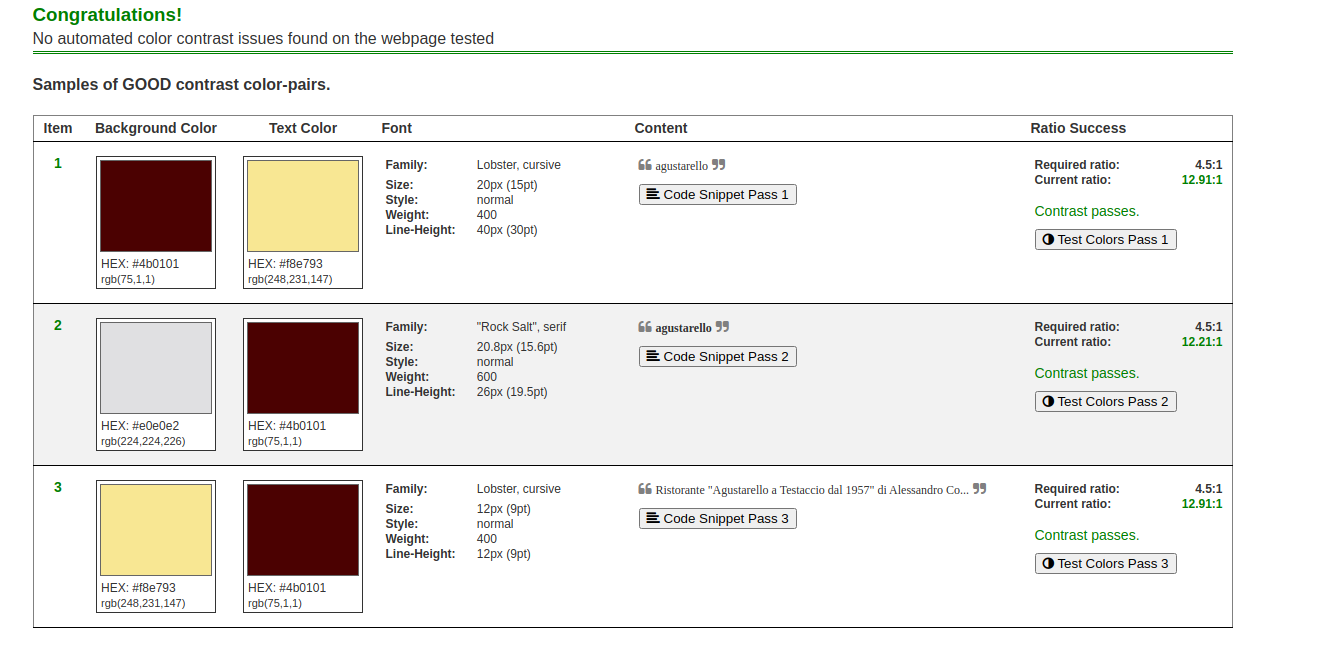 Congratulations!
No automated color contrast issues found on the webpage tested
Samples of GOOD contrast color-pairs.
Item Background Color Text Color Font Content Ratio Success
1
HEX: #4b0101
rgb(75,1,1)
HEX: #f8e793
rgb(248,231,147)
Family: Lobster, cursive
Size: 20px (15pt)
Style: normal
Weight: 400
Line-Height: 40px (30pt)
❝ agustarello ❞
Code Snippet Pass 1
Required ratio: 4.5:1
Current ratio: 12.91:1
Contrast passes.
Test Colors Pass 1
2
HEX: #e0e0e2
rgb(224,224,226)
HEX: #4b0101
rgb(75,1,1)
Family: "Rock Salt", serif
Size: 20.8px (15.6pt)
Style: normal
Weight: 600
Line-Height: 26px (19.5pt)
❝ agustarello ❞
Code Snippet Pass 2
Required ratio: 4.5:1
Current ratio: 12.21:1
Contrast passes.
Test Colors Pass 2
3
HEX: #f8e793
rgb(248,231,147)
HEX: #4b0101
rgb(75,1,1)
Family: Lobster, cursive
Size: 12px (9pt)
Style: normal
Weight: 400
Line-Height: 12px (9pt)
❝ Ristorante "Agustarello a Testaccio dal 1957" di Alessandro Co... ❞
Code Snippet Pass 3
Required ratio: 4.5:1
Current ratio: 12.91:1
Contrast passes.
Test Colors Pass 3